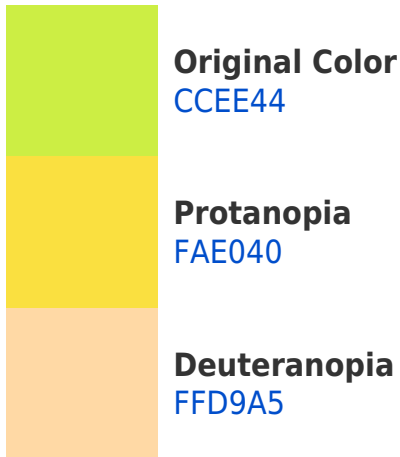 Original Color
CCEE44
Protanopia
FAE040
Deuteranopia
FFD9A5